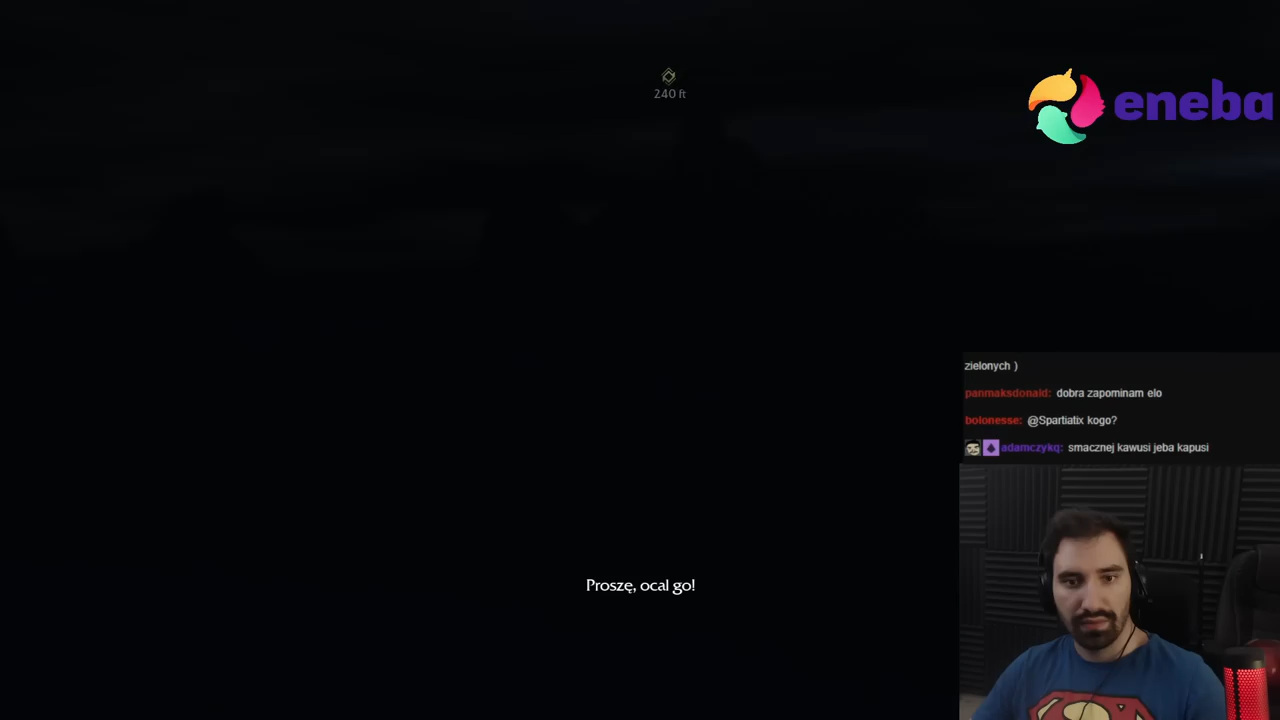 240 ft
eneba
zielonych )
panmaksdonald: dobra zapominam elo
bolonesse: @Spartiatix kogo?
adamczykq: smacznej kawusi jeba kapusi
Proszę, ocal go!